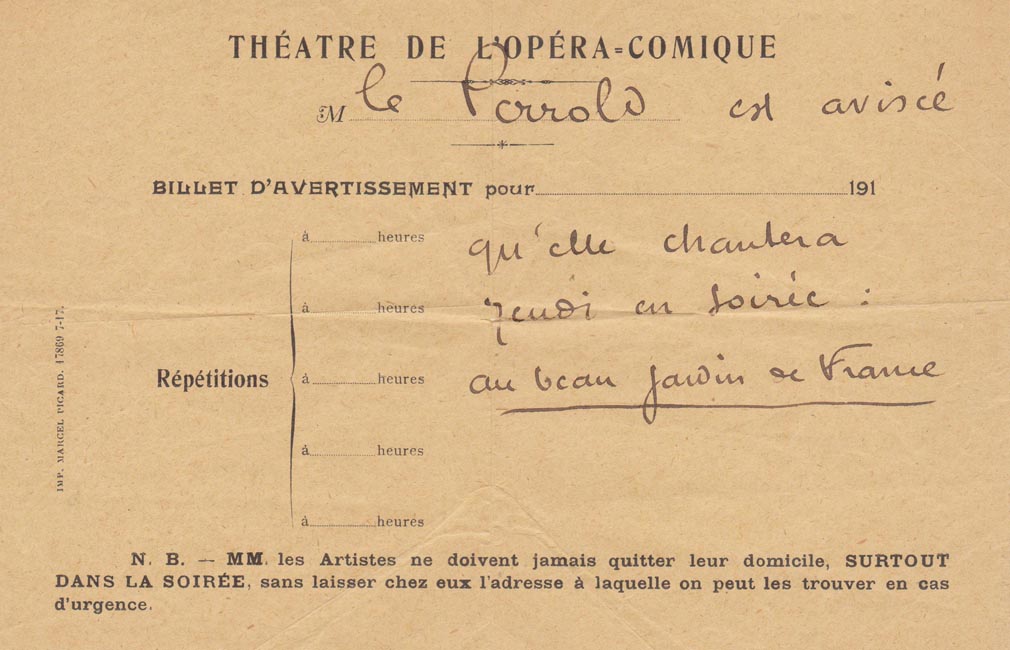 THÉATRE DE L'OPÉRA=COMIQUE
Mlle Perrold est avisée
BILLET D'AVERTISSEMENT pour 191
à heures qu'elle chantera
à heures jeudi en soirée :
Répétitions à heures au beau jardin de France
à heures
à heures
IMP. MARCEL PICARD. 17869 7-17.
N. B. — MM. les Artistes ne doivent jamais quitter leur domicile, SURTOUT
DANS LA SOIRÉE, sans laisser chez eux l'adresse à laquelle on peut les trouver en cas
d'urgence.